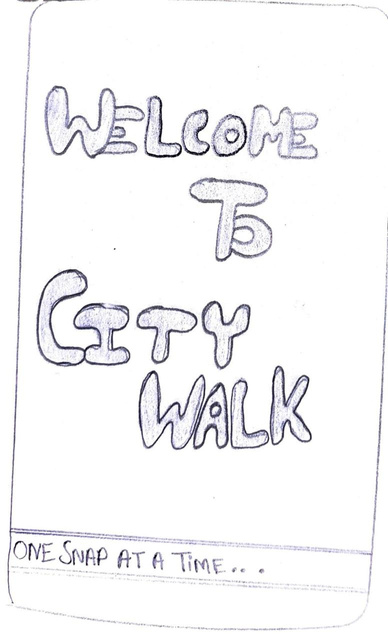 WELCOME
TO
CITY
WALK
ONE SNAP AT A TIME...